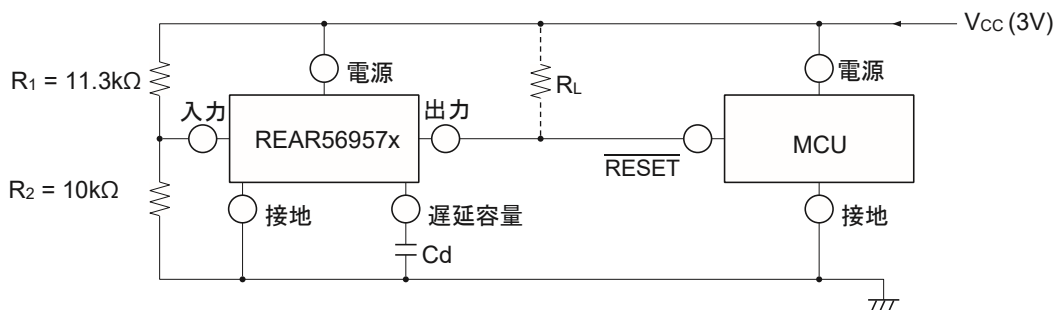 VCC (3V)
R1 = 11.3kΩ
電源
RL
電源
入力
出力
REAR56957x
RESET
MCU
R2 = 10kΩ
接地
遅延容量
接地
Cd